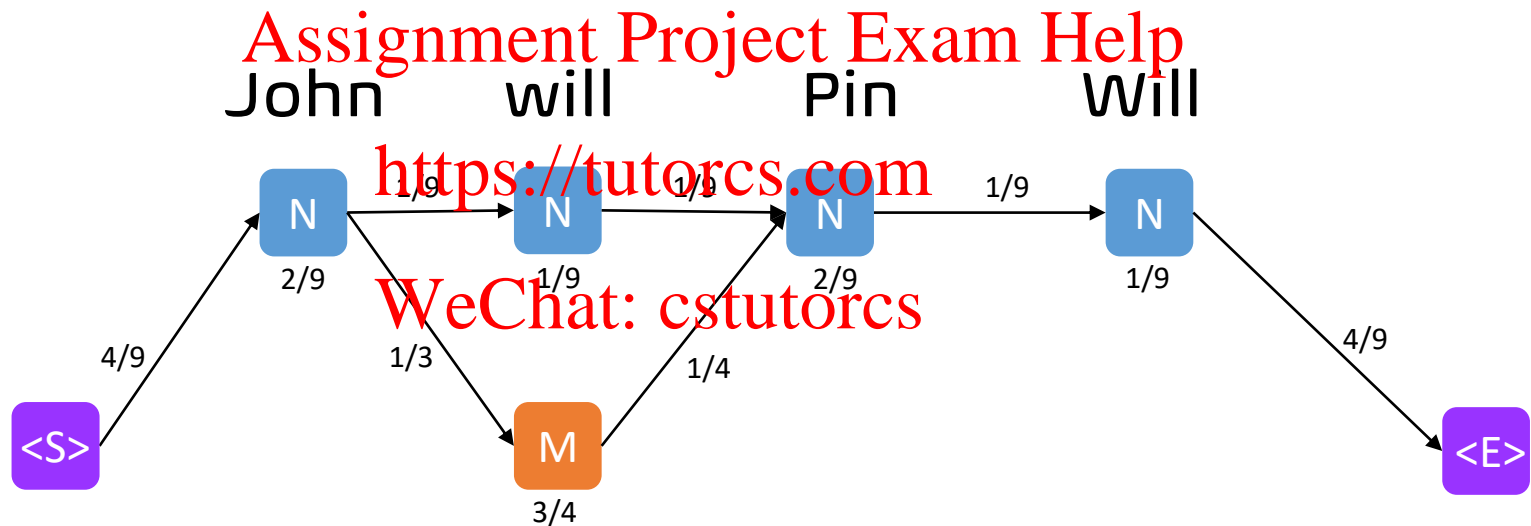 Assignment Project Exam Help
John will Pin Will
https://tutorcs.com
1/9 1/9 1/9
N N N N
2/9 1/9 2/9 1/9
WeChat: cstutorcs
4/9 1/3 1/4 4/9
<S> M <E>
3/4